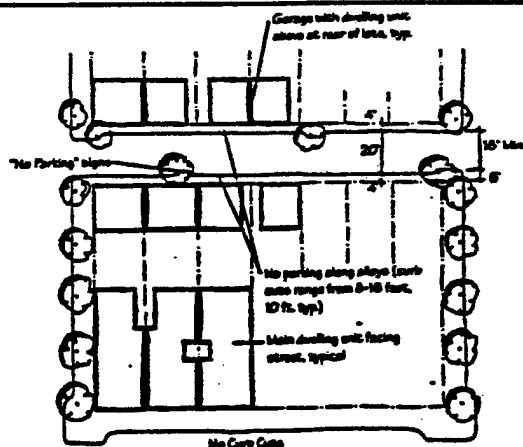 Garage with dwelling unit
above at rear of lots, typ.
4'
20'
16' Min.
"No Parking" signs
6'
4'
No parking along alleys (curb
cuts range from 8-16 feet,
10 ft. typ.)
Main dwelling unit facing
street, typical
No Curb Cuts